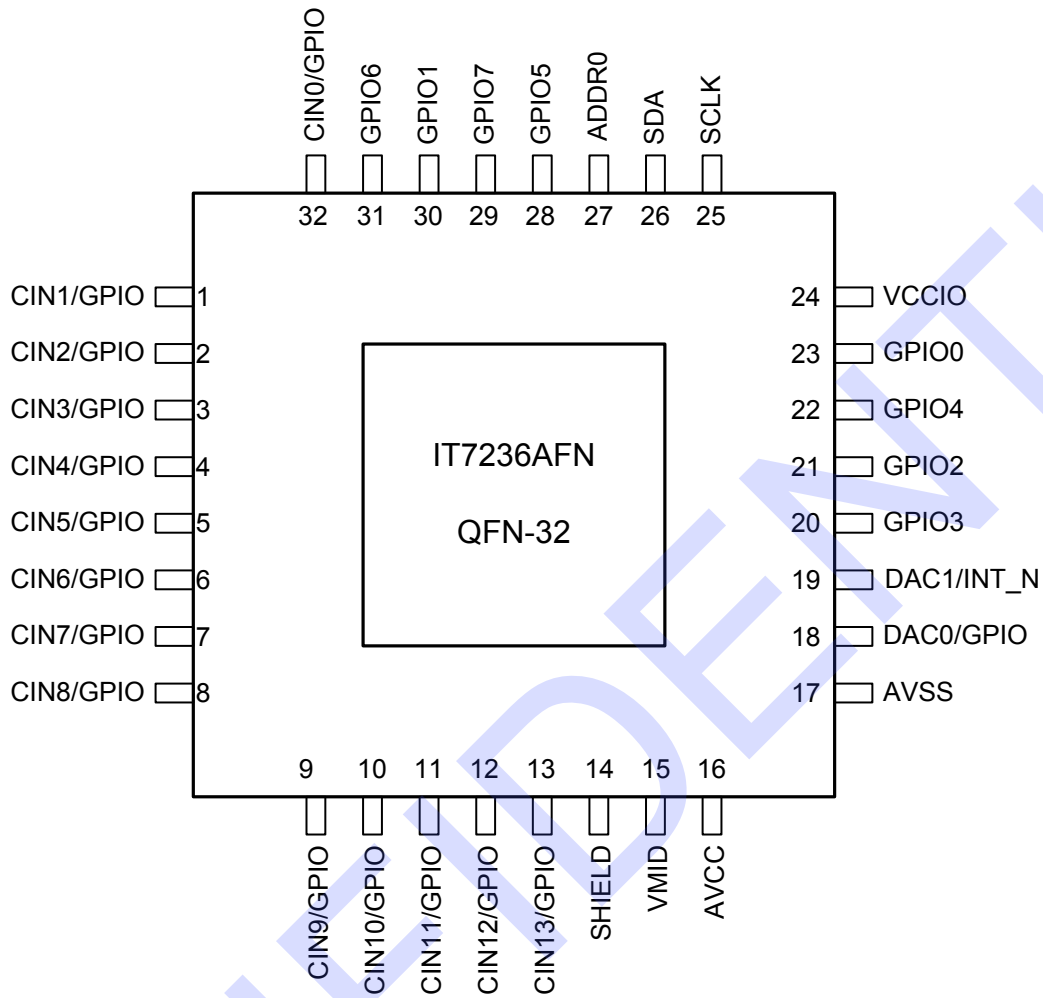 CIN0/GPIO
GPIO6
GPIO1
GPIO7
GPIO5
ADDR0
SDA
SCLK
32
31
30
29
28
27
26
25
CIN1/GPIO 1
CIN2/GPIO 2
CIN3/GPIO 3
CIN4/GPIO 4
CIN5/GPIO 5
CIN6/GPIO 6
CIN7/GPIO 7
CIN8/GPIO 8
IT7236AFN
QFN-32
24 VCCIO
23 GPIO0
22 GPIO4
21 GPIO2
20 GPIO3
19 DAC1/INT_N
18 DAC0/GPIO
17 AVSS
9
10
11
12
13
14
15
16
CIN9/GPIO
CIN10/GPIO
CIN11/GPIO
CIN12/GPIO
CIN13/GPIO
SHIELD
VMID
AVCC